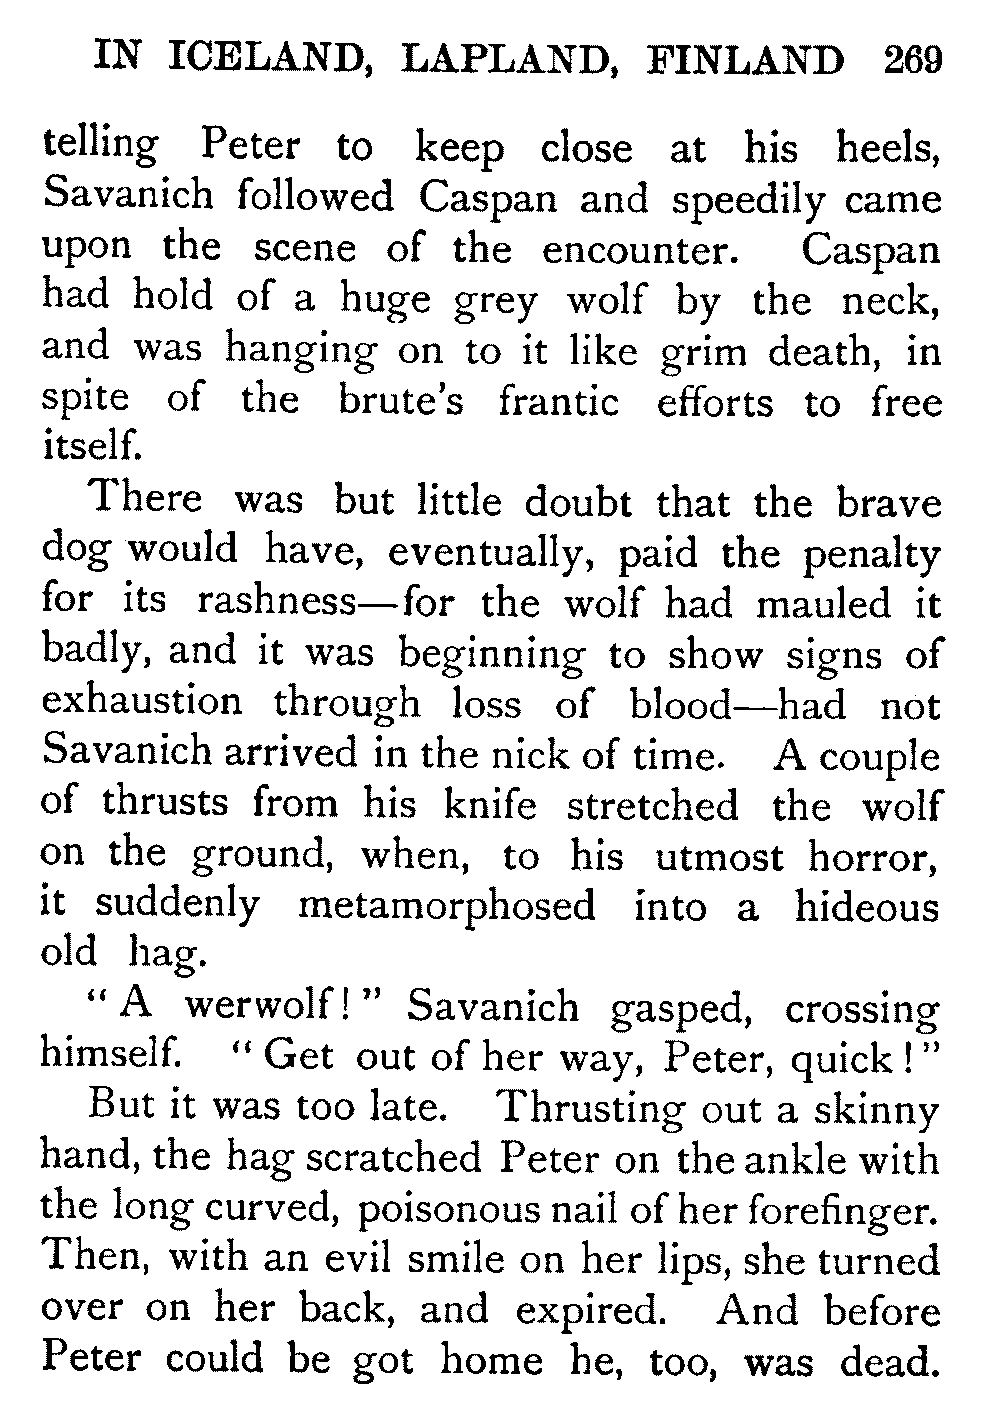 IN ICELAND, LAPLAND, FINLAND 269
telling Peter to keep close at his heels,
Savanich followed Caspan and speedily came
upon the scene of the encounter. Caspan
had hold of a huge grey wolf by the neck,
and was hanging on to it like grim death, in
spite of the brute's frantic efforts to free
itself.
There was but little doubt that the brave
dog would have, eventually, paid the penalty
for its rashness—for the wolf had mauled it
badly, and it was beginning to show signs of
exhaustion through loss of blood—had not
Savanich arrived in the nick of time. A couple
of thrusts from his knife stretched the wolf
on the ground, when, to his utmost horror,
it suddenly metamorphosed into a hideous
old hag.
"A werwolf!" Savanich gasped, crossing
himself. "Get out of her way, Peter, quick!"
But it was too late. Thrusting out a skinny
hand, the hag scratched Peter on the ankle with
the long curved, poisonous nail of her forefinger.
Then, with an evil smile on her lips, she turned
over on her back, and expired. And before
Peter could be got home he, too, was dead.